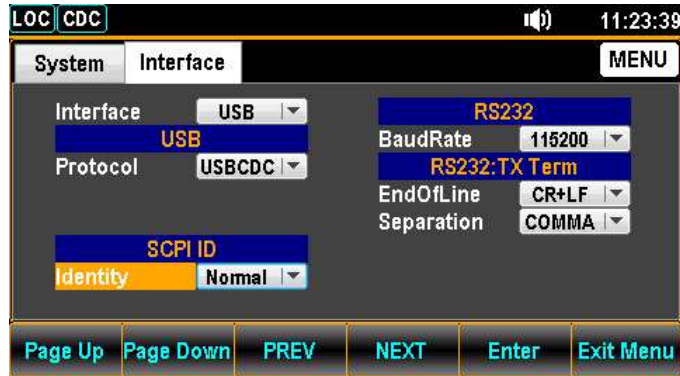 LOC CDC 11:23:39
System Interface MENU
Interface USB
USB
Protocol USBCDC
SCPI ID
Identity Normal
RS232
BaudRate 115200
RS232:TX Term
EndOfLine CR+LF
Separation COMMA
Page Up Page Down PREV NEXT Enter Exit Menu